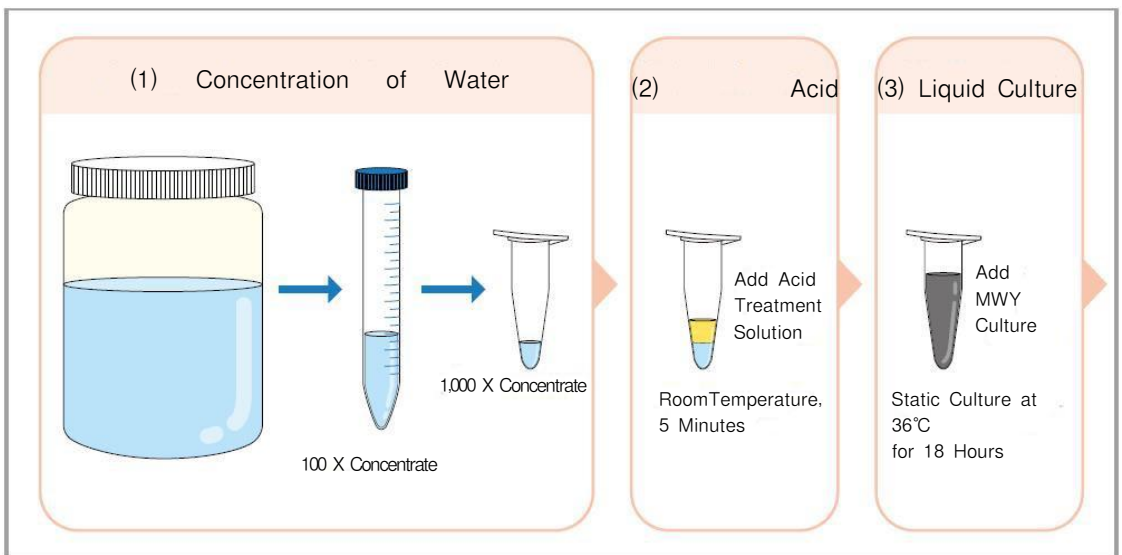 (1) Concentration of Water
100 X Concentrate
1,000 X Concentrate
(2) Acid
Add Acid
Treatment
Solution
RoomTemperature,
5 Minutes
(3) Liquid Culture
Add
MWY
Culture
Static Culture at
36℃
for 18 Hours